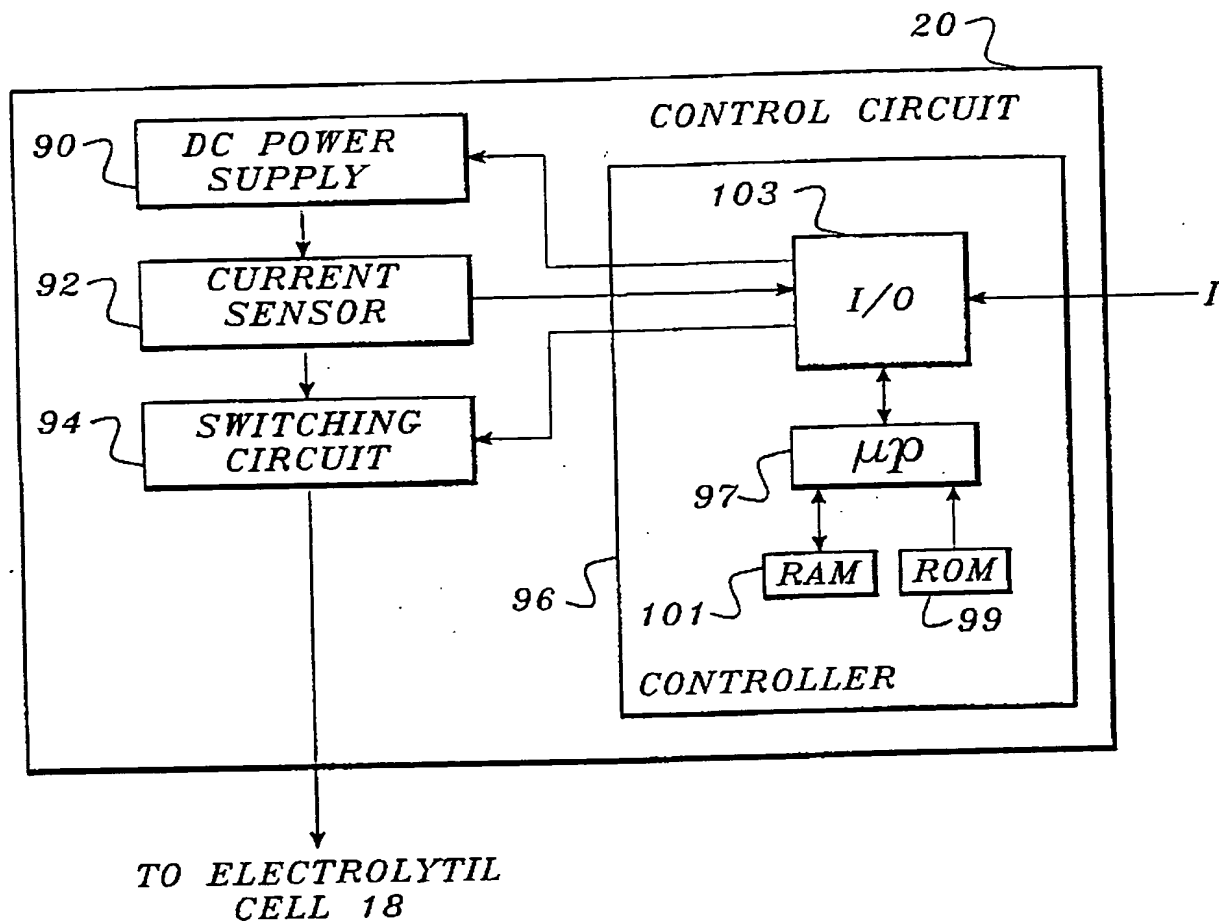 20
CONTROL CIRCUIT
90
DC POWER
SUPPLY
103
92
CURRENT
SENSOR
I/O
I
94
SWITCHING
CIRCUIT
μp
97
96
RAM
ROM
101
99
CONTROLLER
TO ELECTROLYTIL
CELL 18